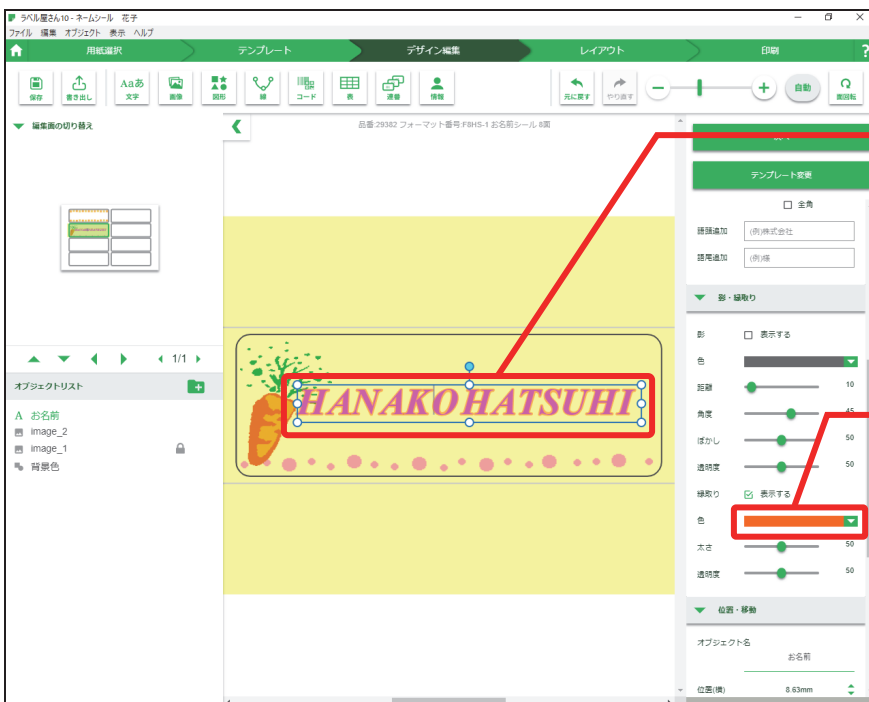 ラベル屋さん10 - ネームシール 花子
ファイル 編集 オブジェクト 表示 ヘルプ
用紙選択 テンプレート デザイン編集 レイアウト 印刷 ?
保存 書き出し Aaあ 文字 画像 図形 線 コード 表 連番 情報 元に戻す やり直す 自動 面回転
編集面の切り替え
品番:29382 フォーマット番号:F8HS-1 お名前シール 8面
テンプレート変更
全角
語頭追加 (例)株式会社
語尾追加 (例)様
影・縁取り
影 表示する
色
距離 10
角度 45
ぼかし 50
透明度 50
縁取り 表示する
色
太さ 50
透明度 50
位置・移動
オブジェクト名
お名前
位置(横) 8.63mm
1/1
オブジェクトリスト
A お名前
image_2
image_1
背景色
HANAKO HATSUHI